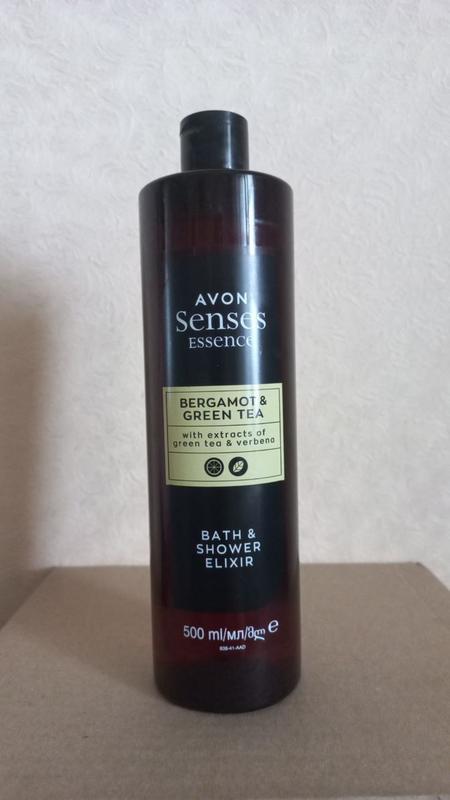 AVON
Senses
ESSENCE
BERGAMOT &
GREEN TEA
with extracts of
green tea & verbena
BATH &
SHOWER
ELIXIR
500 ml/мл/მლ e